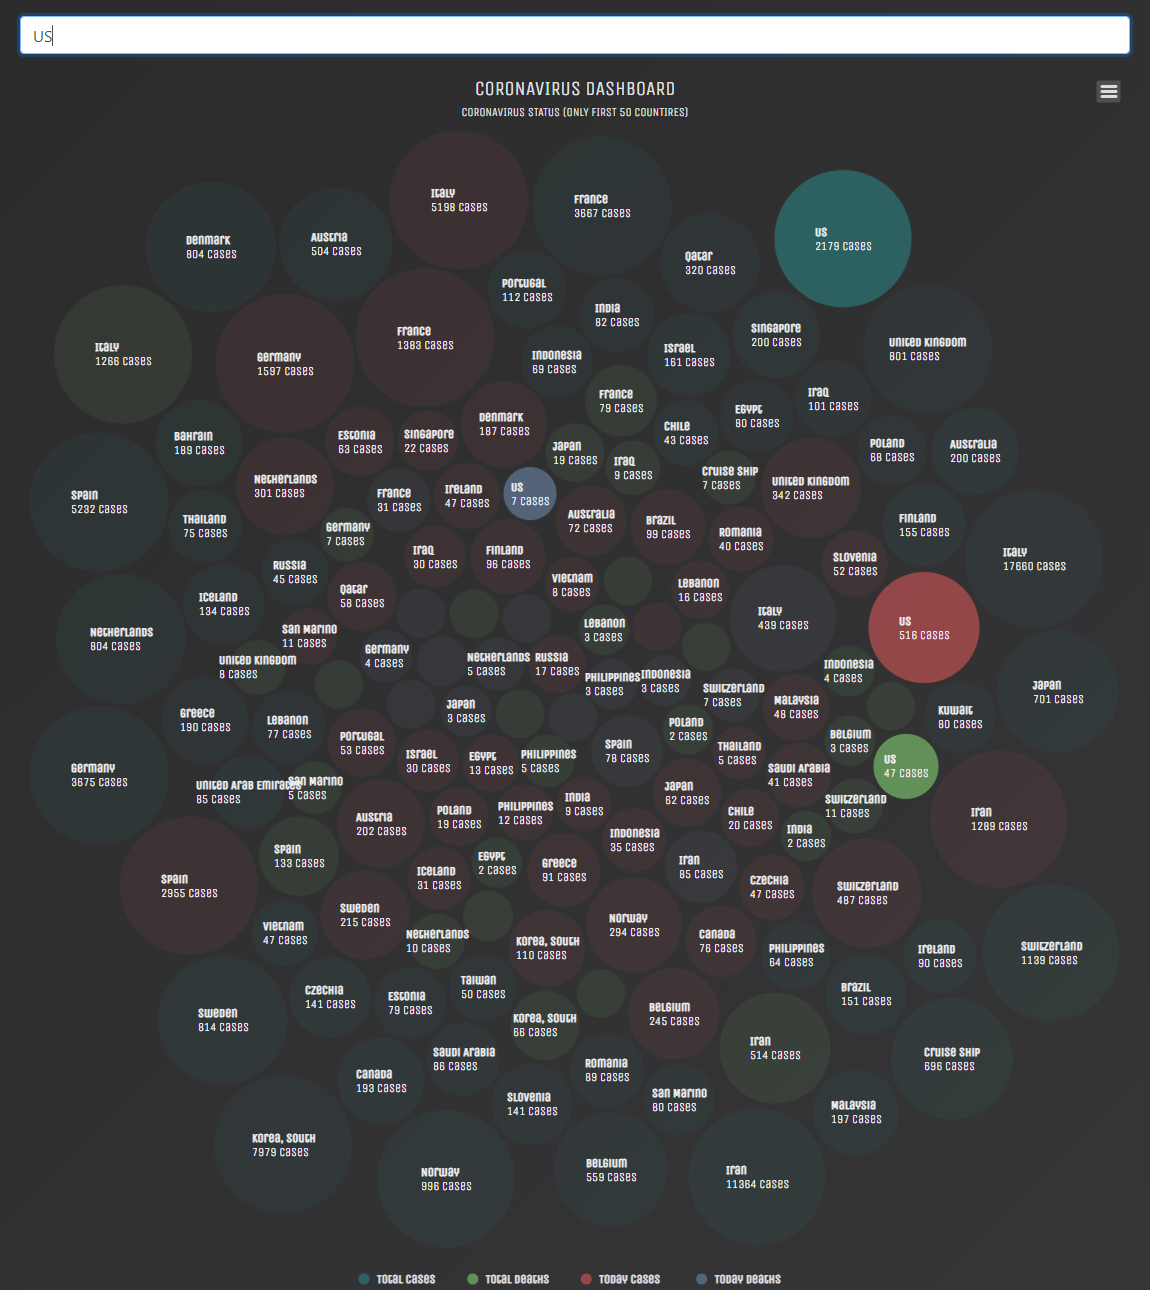 US
CORONAVIRUS DASHBOARD
CORONAVIRUS STATUS (ONLY FIRST 50 COUNTIRES)
Italy
5198 cases
France
3667 cases
US
2179 cases
Denmark
804 cases
Austria
504 cases
Qatar
320 cases
Portugal
112 cases
India
82 cases
Singapore
200 cases
United Kingdom
801 cases
Italy
1266 cases
Germany
1597 cases
France
1383 cases
Indonesia
69 cases
Israel
161 cases
France
79 cases
Iraq
101 cases
Egypt
80 cases
Denmark
187 cases
Chile
43 cases
Bahrain
189 cases
Estonia
63 cases
Singapore
22 cases
Japan
19 cases
Iraq
9 cases
Cruise Ship
7 cases
Poland
68 cases
Australia
200 cases
Spain
5232 cases
Netherlands
301 cases
France
31 cases
Ireland
47 cases
US
7 cases
United Kingdom
342 cases
Thailand
75 cases
Germany
7 cases
Australia
72 cases
Brazil
99 cases
Romania
40 cases
Finland
155 cases
Russia
45 cases
Iraq
30 cases
Finland
96 cases
Slovenia
52 cases
Italy
17660 cases
Iceland
134 cases
Qatar
58 cases
Vietnam
8 cases
Lebanon
16 cases
Netherlands
804 cases
San Marino
11 cases
Lebanon
3 cases
Italy
439 cases
US
516 cases
United Kingdom
8 cases
Germany
4 cases
Netherlands
5 cases
Russia
17 cases
Philippines
3 cases
Indonesia
3 cases
Switzerland
7 cases
Indonesia
4 cases
Japan
701 cases
Greece
190 cases
Lebanon
77 cases
Japan
3 cases
Poland
2 cases
Malaysia
48 cases
Kuwait
80 cases
Germany
3675 cases
Portugal
53 cases
Israel
30 cases
Egypt
13 cases
Philippines
5 cases
Spain
78 cases
Thailand
5 cases
Belgium
3 cases
Saudi Arabia
41 cases
US
47 cases
United Arab Emirates
85 cases
San Marino
5 cases
Austria
202 cases
Poland
19 cases
Philippines
12 cases
India
9 cases
Japan
62 cases
Chile
20 cases
Switzerland
11 cases
India
2 cases
Iran
1289 cases
Spain
2955 cases
Spain
133 cases
Iceland
31 cases
Egypt
2 cases
Greece
91 cases
Indonesia
35 cases
Iran
85 cases
Czechia
47 cases
Switzerland
487 cases
Vietnam
47 cases
Sweden
215 cases
Netherlands
10 cases
Korea, South
110 cases
Norway
294 cases
Canada
76 cases
Philippines
64 cases
Ireland
90 cases
Switzerland
1139 cases
Sweden
814 cases
Czechia
141 cases
Estonia
79 cases
Taiwan
50 cases
Korea, South
66 cases
Belgium
245 cases
Brazil
151 cases
Iran
514 cases
Canada
193 cases
Saudi Arabia
86 cases
Slovenia
141 cases
Romania
89 cases
San Marino
80 cases
Cruise Ship
696 cases
Malaysia
197 cases
Korea, South
7979 cases
Norway
996 cases
Belgium
559 cases
Iran
11364 cases
Total cases
Total Deaths
Today Cases
Today Deaths